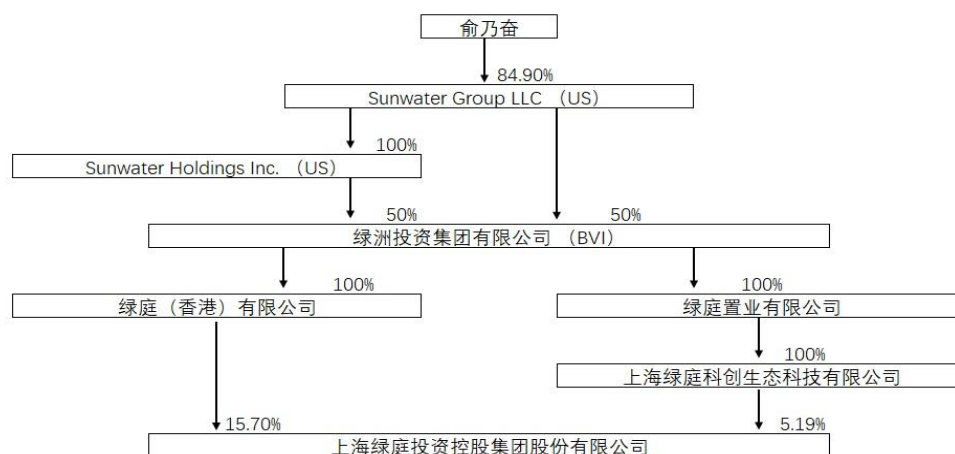 俞乃奋
84.90%
Sunwater Group LLC （US）
100%
Sunwater Holdings Inc. （US）
50%
50%
绿洲投资集团有限公司 （BVI）
100%
100%
绿庭（香港）有限公司
绿庭置业有限公司
100%
上海绿庭科创生态科技有限公司
15.70%
5.19%
上海绿庭投资控股集团股份有限公司